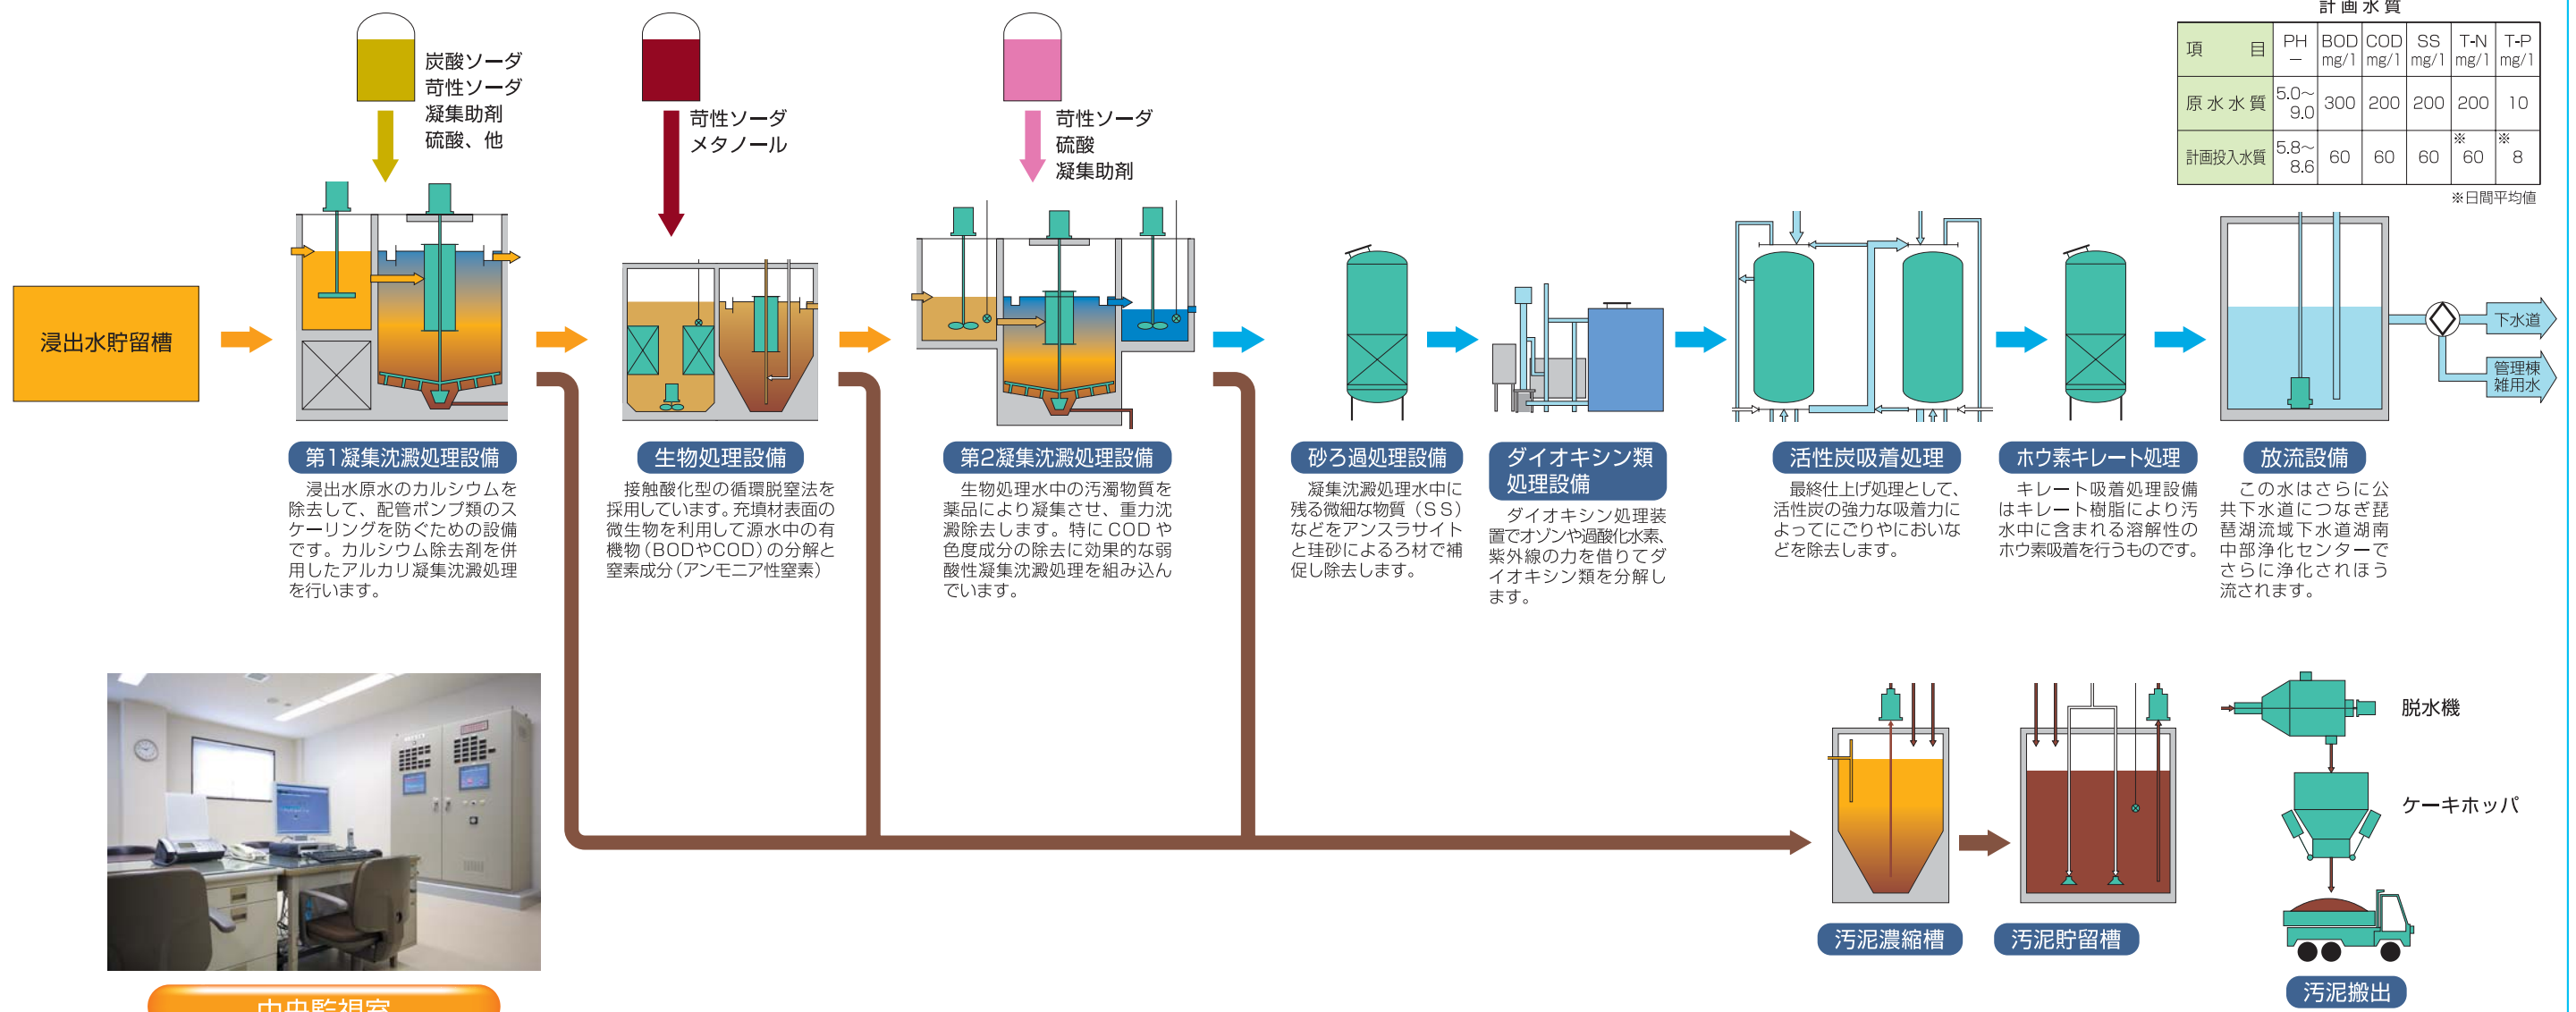 計画水質
項 目 PH － BOD mg/l COD mg/l SS mg/l T-N mg/l T-P mg/l
原水水質 5.0～9.0 300 200 200 200 10
計画投入水質 5.8～8.6 60 60 60 ※60 ※8
※日間平均値
炭酸ソーダ
苛性ソーダ
凝集助剤
硫酸、他
苛性ソーダ
メタノール
苛性ソーダ
硫酸
凝集助剤
浸出水貯留槽
下水道
管理棟
雑用水
第1凝集沈澱処理設備
浸出水原水のカルシウムを
除去して、配管ポンプ類のス
ケーリングを防ぐための設備
です。カルシウム除去剤を併
用したアルカリ凝集沈澱処理
を行います。
生物処理設備
接触酸化型の循環脱窒法を
採用しています。充填材表面の
微生物を利用して源水中の有
機物(BODやCOD)の分解と
窒素成分(アンモニア性窒素)
第2凝集沈澱処理設備
生物処理水中の汚濁物質を
薬品により凝集させ、重力沈
澱除去します。特にCODや
色度成分の除去に効果的な弱
酸性凝集沈澱処理を組み込ん
でいます。
砂ろ過処理設備
凝集沈澱処理水中に
残る微細な物質（SS）
などをアンスラサイト
と珪砂によるろ材で補
促し除去します。
ダイオキシン類
処理設備
ダイオキシン処理装
置でオゾンや過酸化水素、
紫外線の力を借りてダ
イオキシン類を分解し
ます。
活性炭吸着処理
最終仕上げ処理として、
活性炭の強力な吸着力に
よってにごりやにおいな
どを除去します。
ホウ素キレート処理
キレート吸着処理設備
はキレート樹脂により汚
水中に含まれる溶解性の
ホウ素吸着を行うものです。
放流設備
この水はさらに公
共下水道につなぎ琵
琶湖流域下水道湖南
中部浄化センターで
さらに浄化されほう
流されます。
脱水機
ケーキホッパ
汚泥濃縮槽
汚泥貯留槽
汚泥搬出
中央監視室